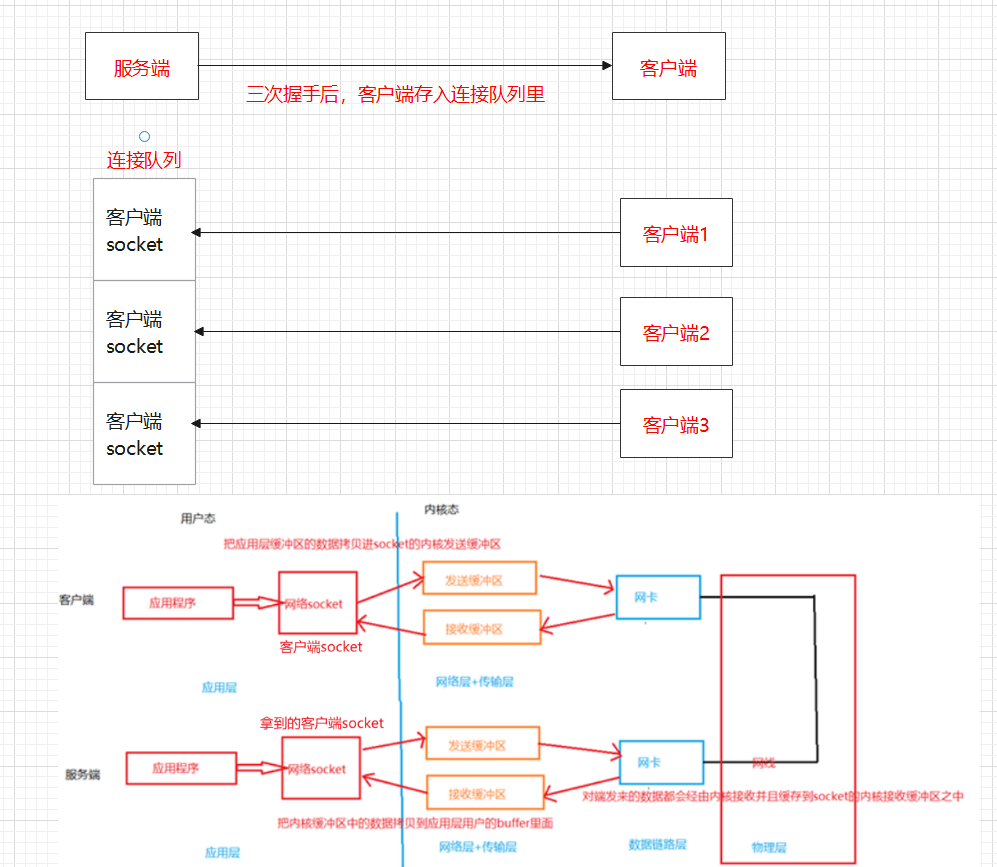 服务端
客户端
三次握手后，客户端存入连接队列里
连接队列
客户端
socket
客户端1
客户端
socket
客户端2
客户端
socket
客户端3
用户态
内核态
把应用层缓冲区的数据拷贝进socket的内核发送缓冲区
客户端
应用程序
网络socket
发送缓冲区
接收缓冲区
网卡
客户端socket
应用层
网络层+传输层
拿到的客户端socket
服务端
应用程序
网络socket
发送缓冲区
接收缓冲区
网卡
网线
对端发来的数据都会经由内核接收并且缓存到socket的内核接收缓冲区之中
把内核缓冲区中的数据拷贝到应用层用户的buffer里面
应用层
网络层+传输层
数据链路层
物理层